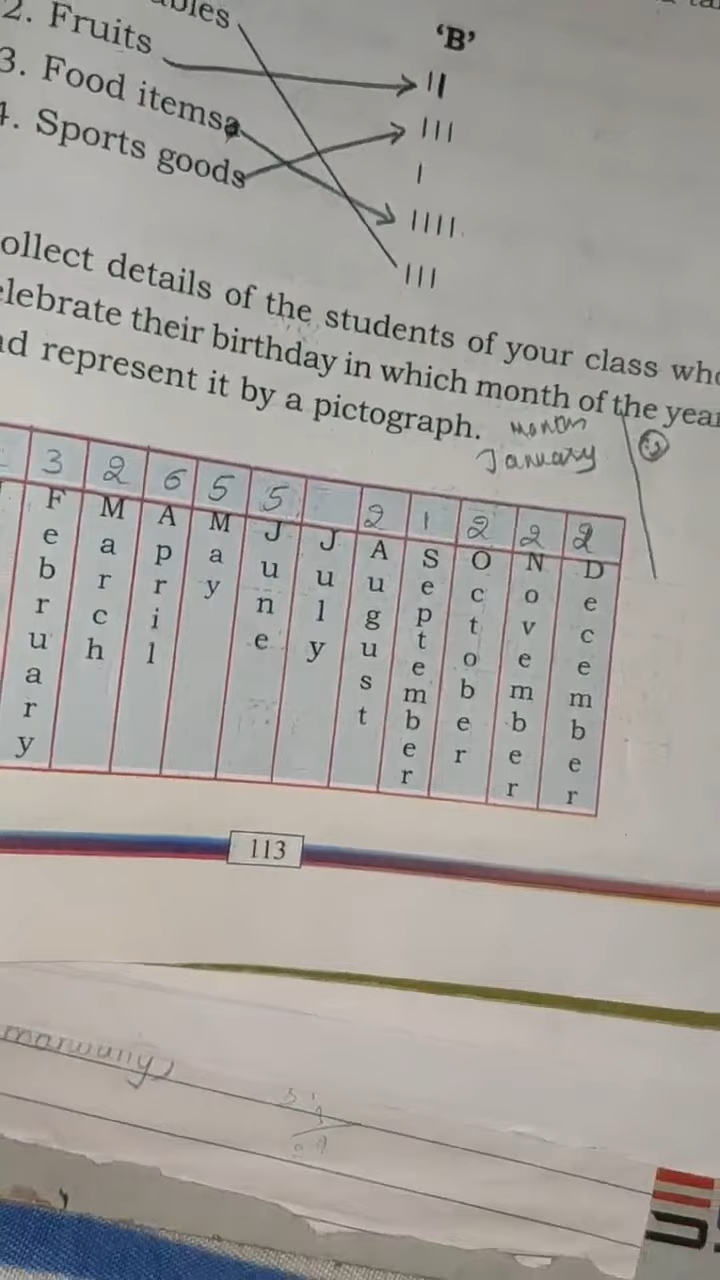 2. Fruits
'B'
||
3. Food items
|||
4. Sports goods
|
||||
|||
ollect details of the students of your class who
elebrate their birthday in which month of the year
nd represent it by a pictograph.
Month
January
3 2 6 5 5 2 1 2 2 2
February March April May June July August September October November December
113